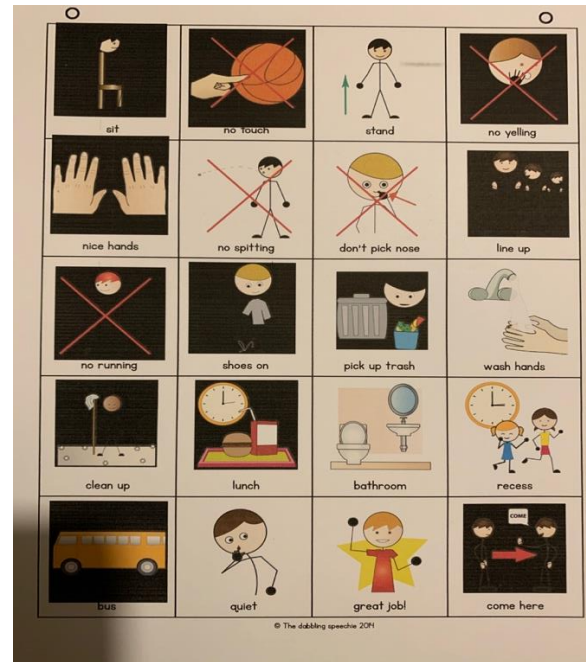 sit no touch stand no yelling
nice hands no spitting don't pick nose line up
no running shoes on pick up trash wash hands
clean up lunch bathroom recess
COME
bus quiet great job! come here
© The dabbling speechie 2014